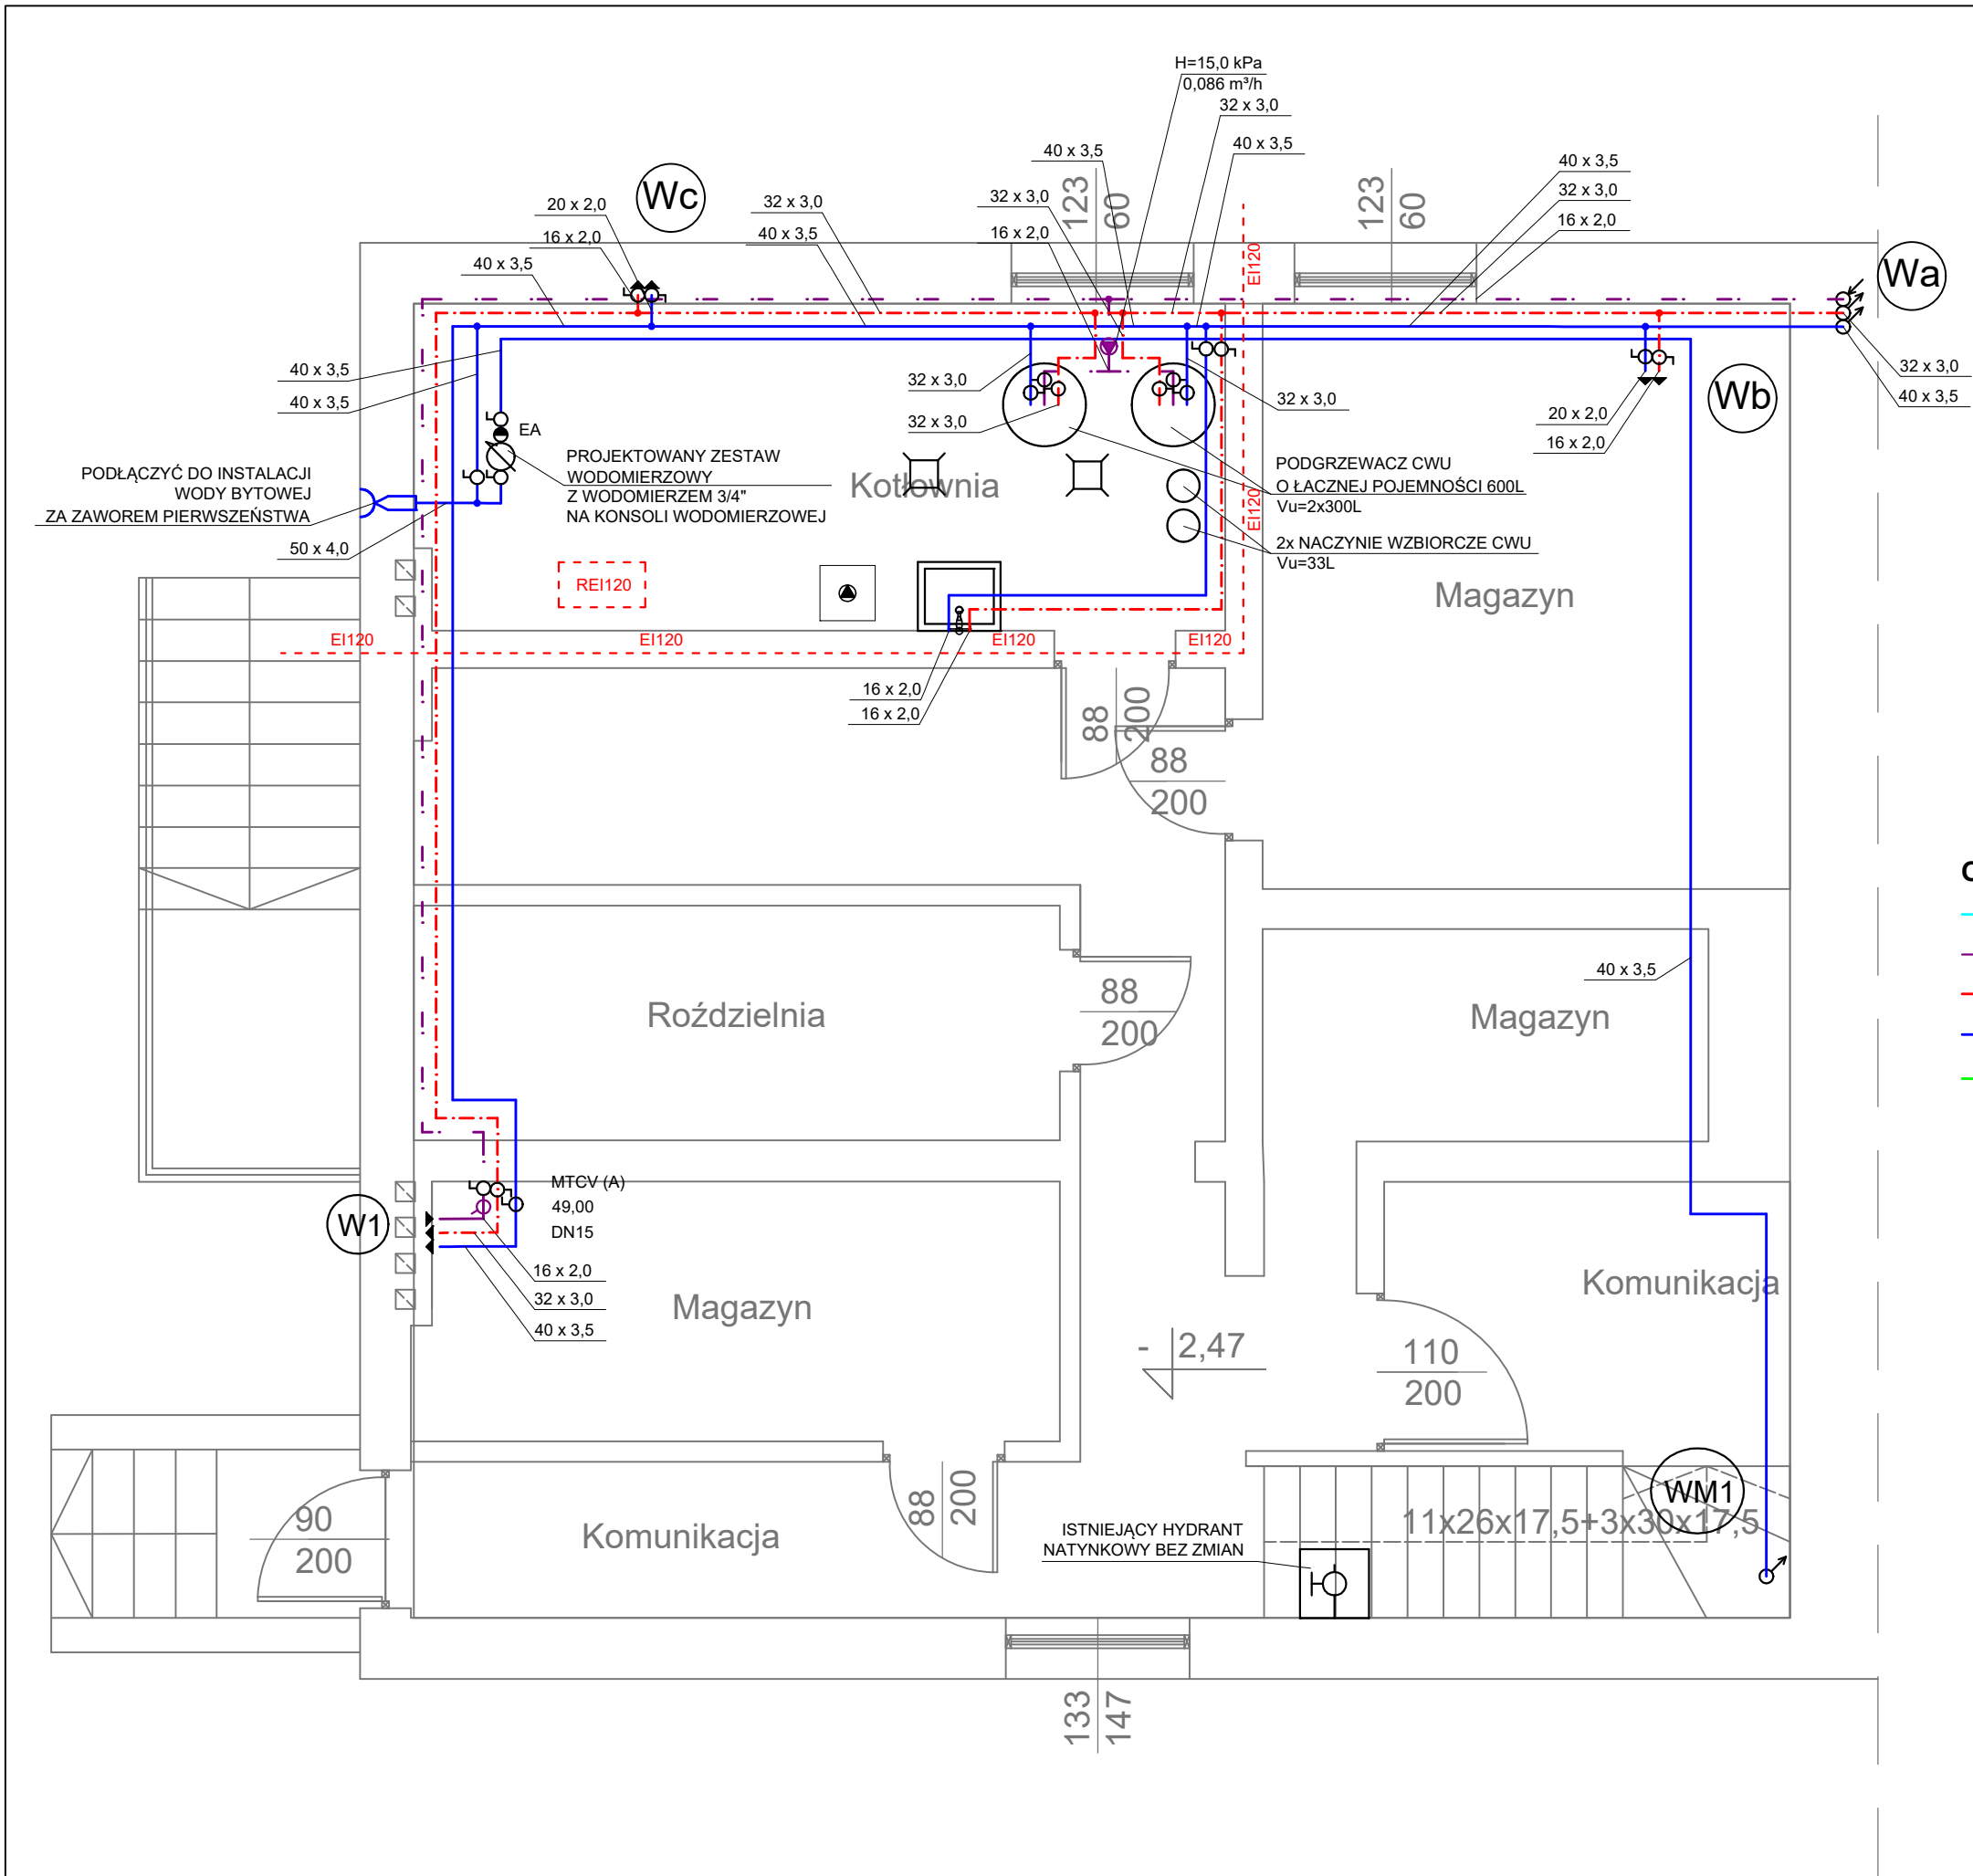 H=15,0 kPa
0,086 m³/h
32 x 3,0
40 x 3,5
40 x 3,5
32 x 3,0
16 x 2,0
123
60
123
60
40 x 3,5
32 x 3,0
16 x 2,0
Wc
20 x 2,0
16 x 2,0
40 x 3,5
32 x 3,0
40 x 3,5
EI120
Wa
40 x 3,5
40 x 3,5
32 x 3,0
32 x 3,0
32 x 3,0
32 x 3,0
40 x 3,5
Wb
20 x 2,0
16 x 2,0
EA
PROJEKTOWANY ZESTAW
WODOMIERZOWY
Z WODOMIERZEM 3/4"
NA KONSOLI WODOMIERZOWEJ
PODŁĄCZYĆ DO INSTALACJI
WODY BYTOWEJ
ZA ZAWOREM PIERWSZEŃSTWA
50 x 4,0
Kotłownia
PODGRZEWACZ CWU
O ŁACZNEJ POJEMNOŚCI 600L
Vu=2x300L
EI120
2x NACZYNIE WZBIORCZE CWU
Vu=33L
REI120
Magazyn
EI120
EI120
EI120
EI120
16 x 2,0
16 x 2,0
88
200
88
200
40 x 3,5
Roździelnia
88
200
Magazyn
MTCV (A)
49,00
DN15
W1
16 x 2,0
32 x 3,0
40 x 3,5
Magazyn
Komunikacja
- 2,47
110
200
88
200
90
200
Komunikacja
ISTNIEJĄCY HYDRANT
NATYNKOWY BEZ ZMIAN
WM1
11x26x17,5+3x30x17,5
133
147